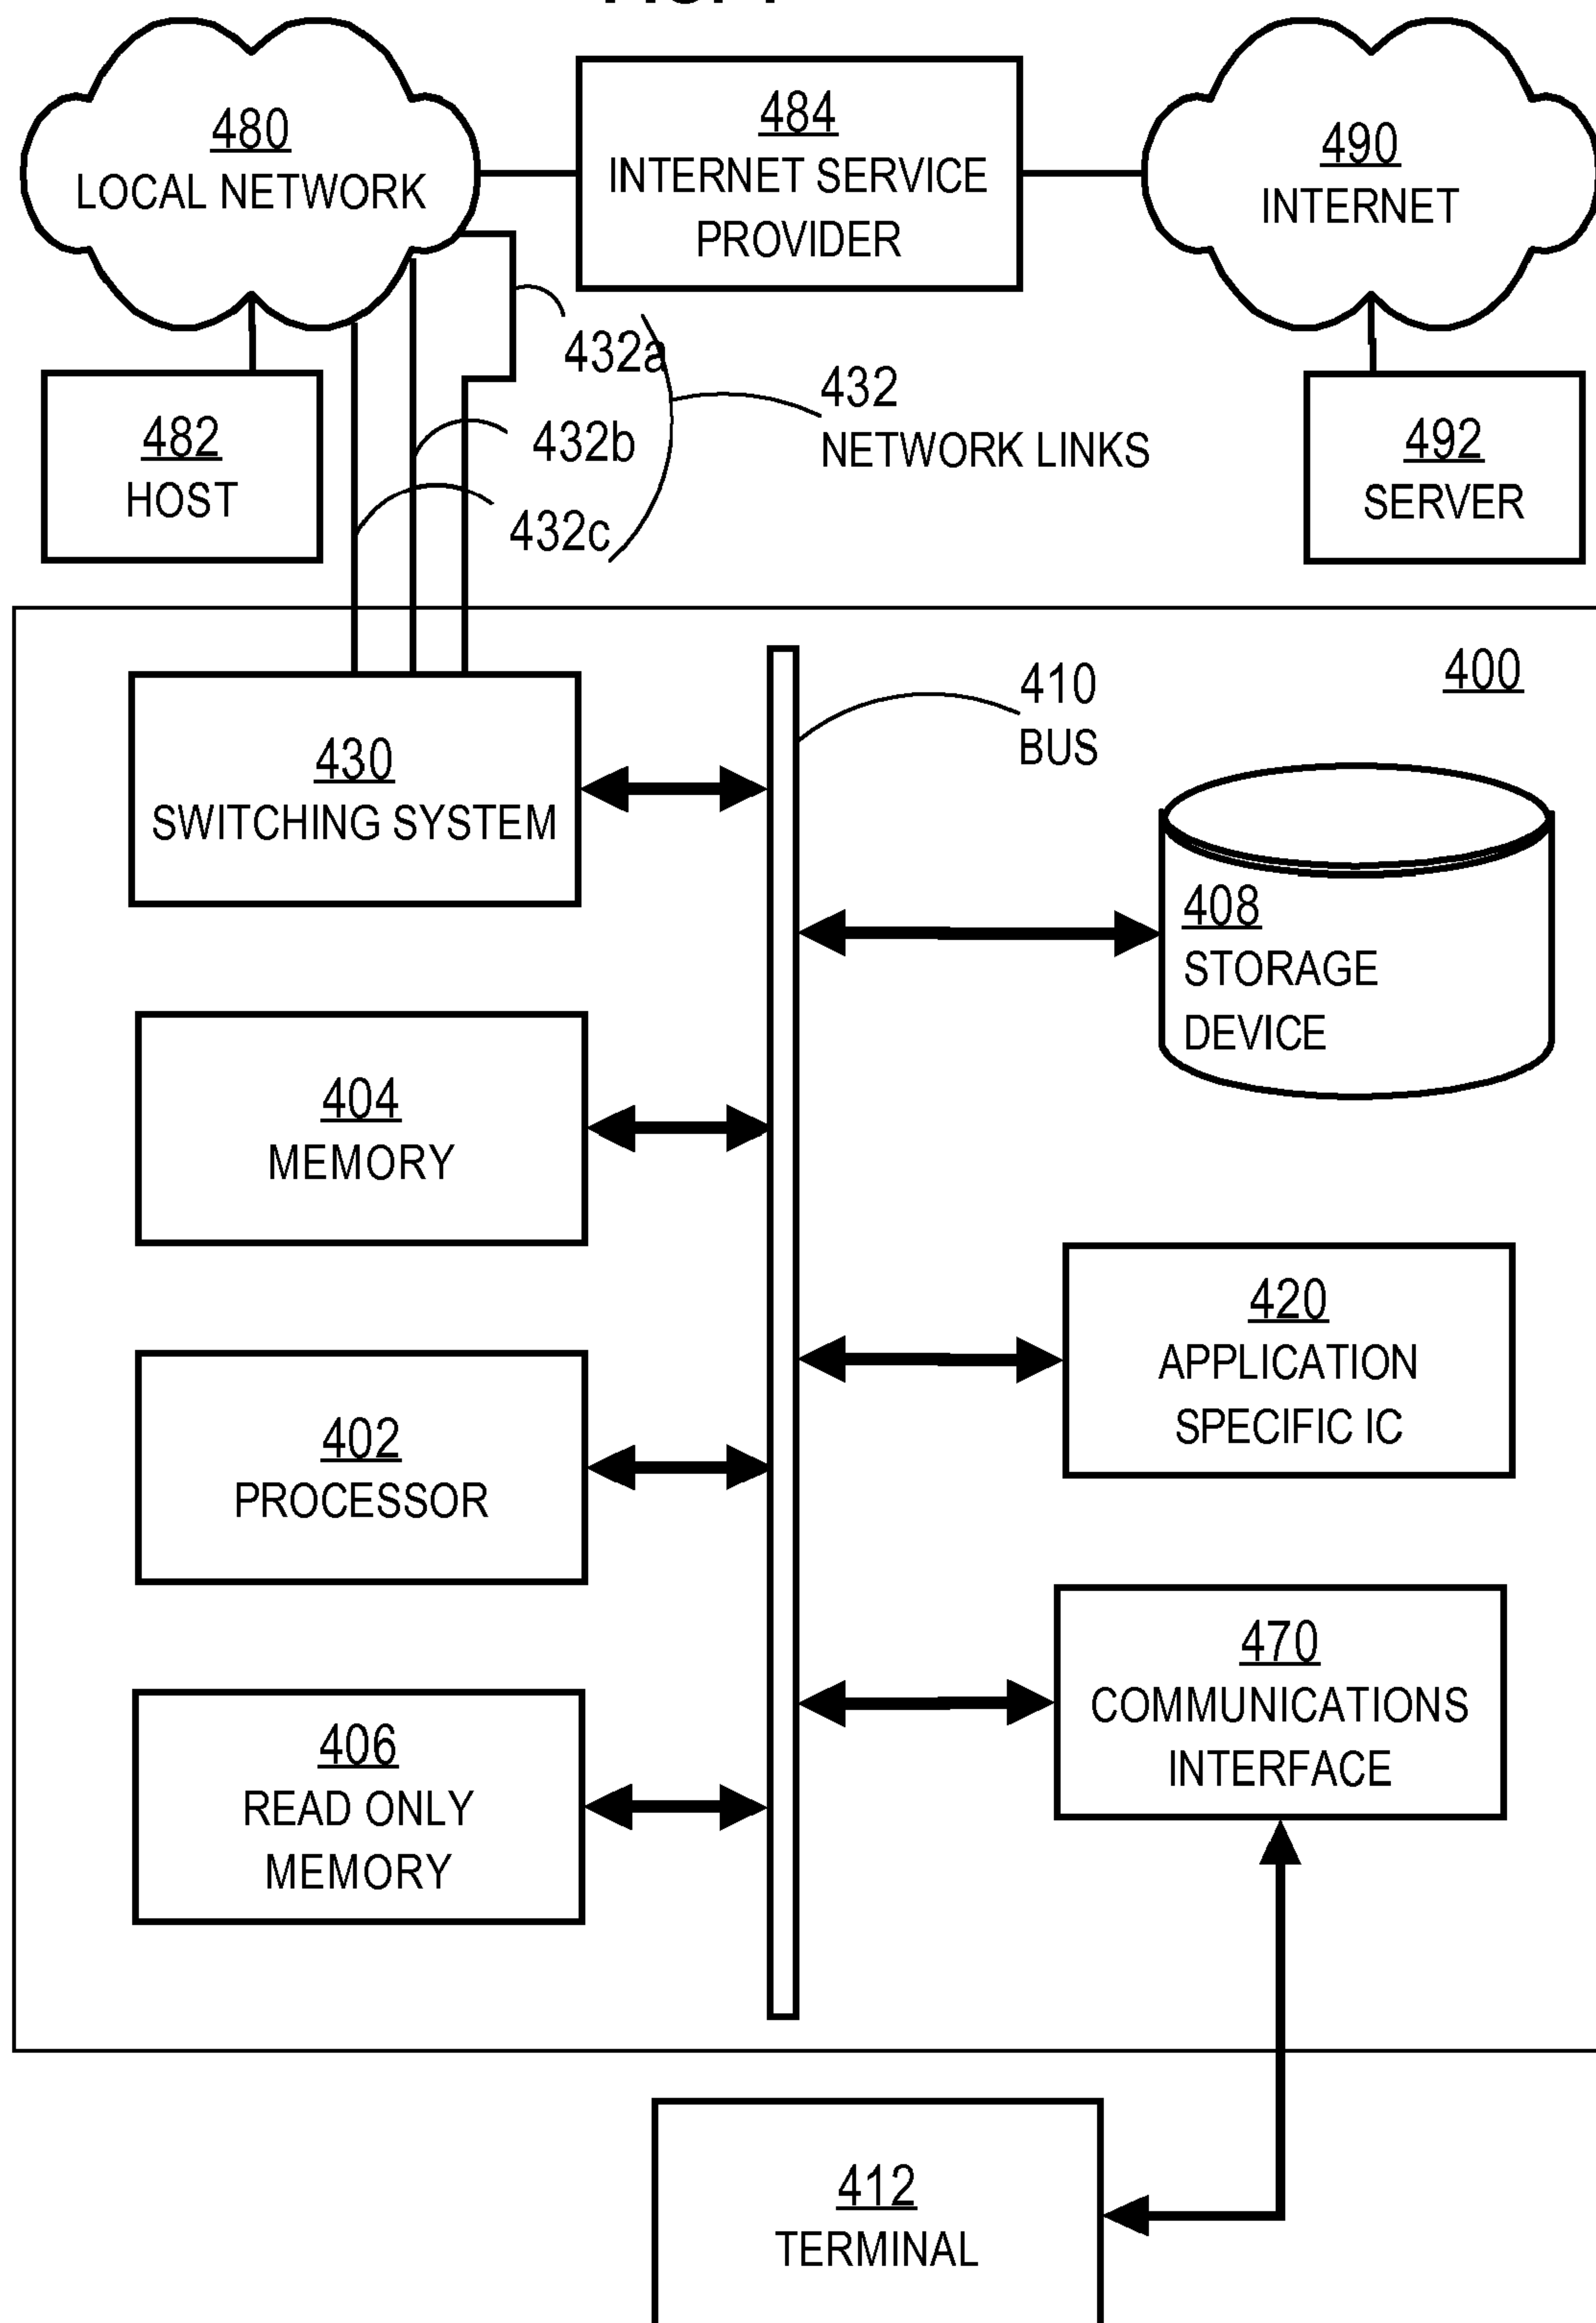 480
LOCAL NETWORK
484
INTERNET SERVICE
PROVIDER
490
INTERNET
432a
432
NETWORK LINKS
432b
432c
482
HOST
492
SERVER
400
410
BUS
430
SWITCHING SYSTEM
408
STORAGE
DEVICE
404
MEMORY
420
APPLICATION
SPECIFIC IC
402
PROCESSOR
470
COMMUNICATIONS
INTERFACE
406
READ ONLY
MEMORY
412
TERMINAL